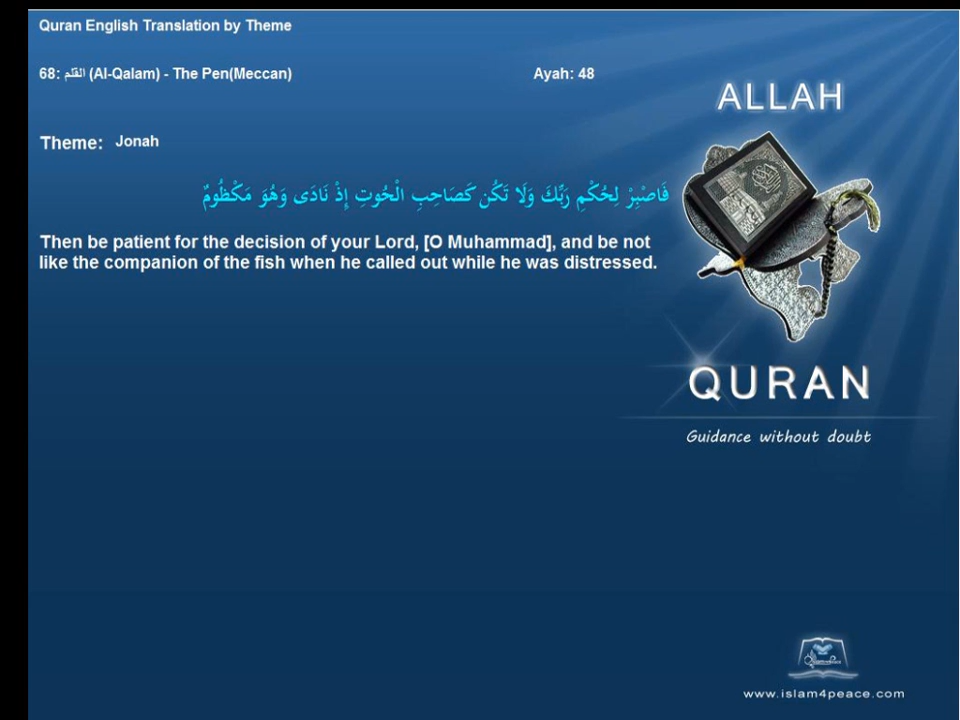 Quran English Translation by Theme
68: القلم (Al-Qalam) - The Pen(Meccan) Ayah: 48
ALLAH
Theme: Jonah
فَاصْبِرْ لِحُكْمِ رَبِّكَ وَلَا تَكُن كَصَاحِبِ الْحُوتِ إِذْ نَادَى وَهُوَ مَكْظُومٌ
Then be patient for the decision of your Lord, [O Muhammad], and be not
like the companion of the fish when he called out while he was distressed.
QURAN
Guidance without doubt
www.islam4peace.com